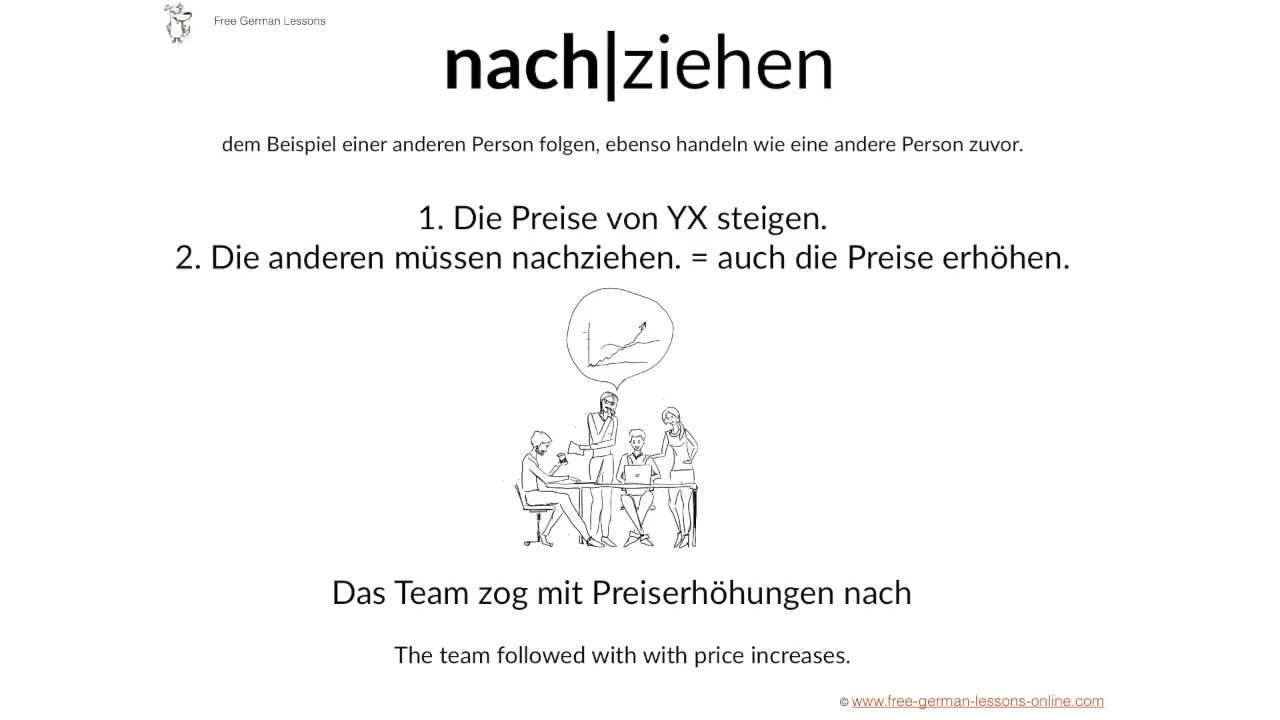 Free German Lessons
nach|ziehen
dem Beispiel einer anderen Person folgen, ebenso handeln wie eine andere Person zuvor.
1. Die Preise von YX steigen.
2. Die anderen müssen nachziehen. = auch die Preise erhöhen.
Das Team zog mit Preiserhöhungen nach
The team followed with with price increases.
© www.free-german-lessons-online.com